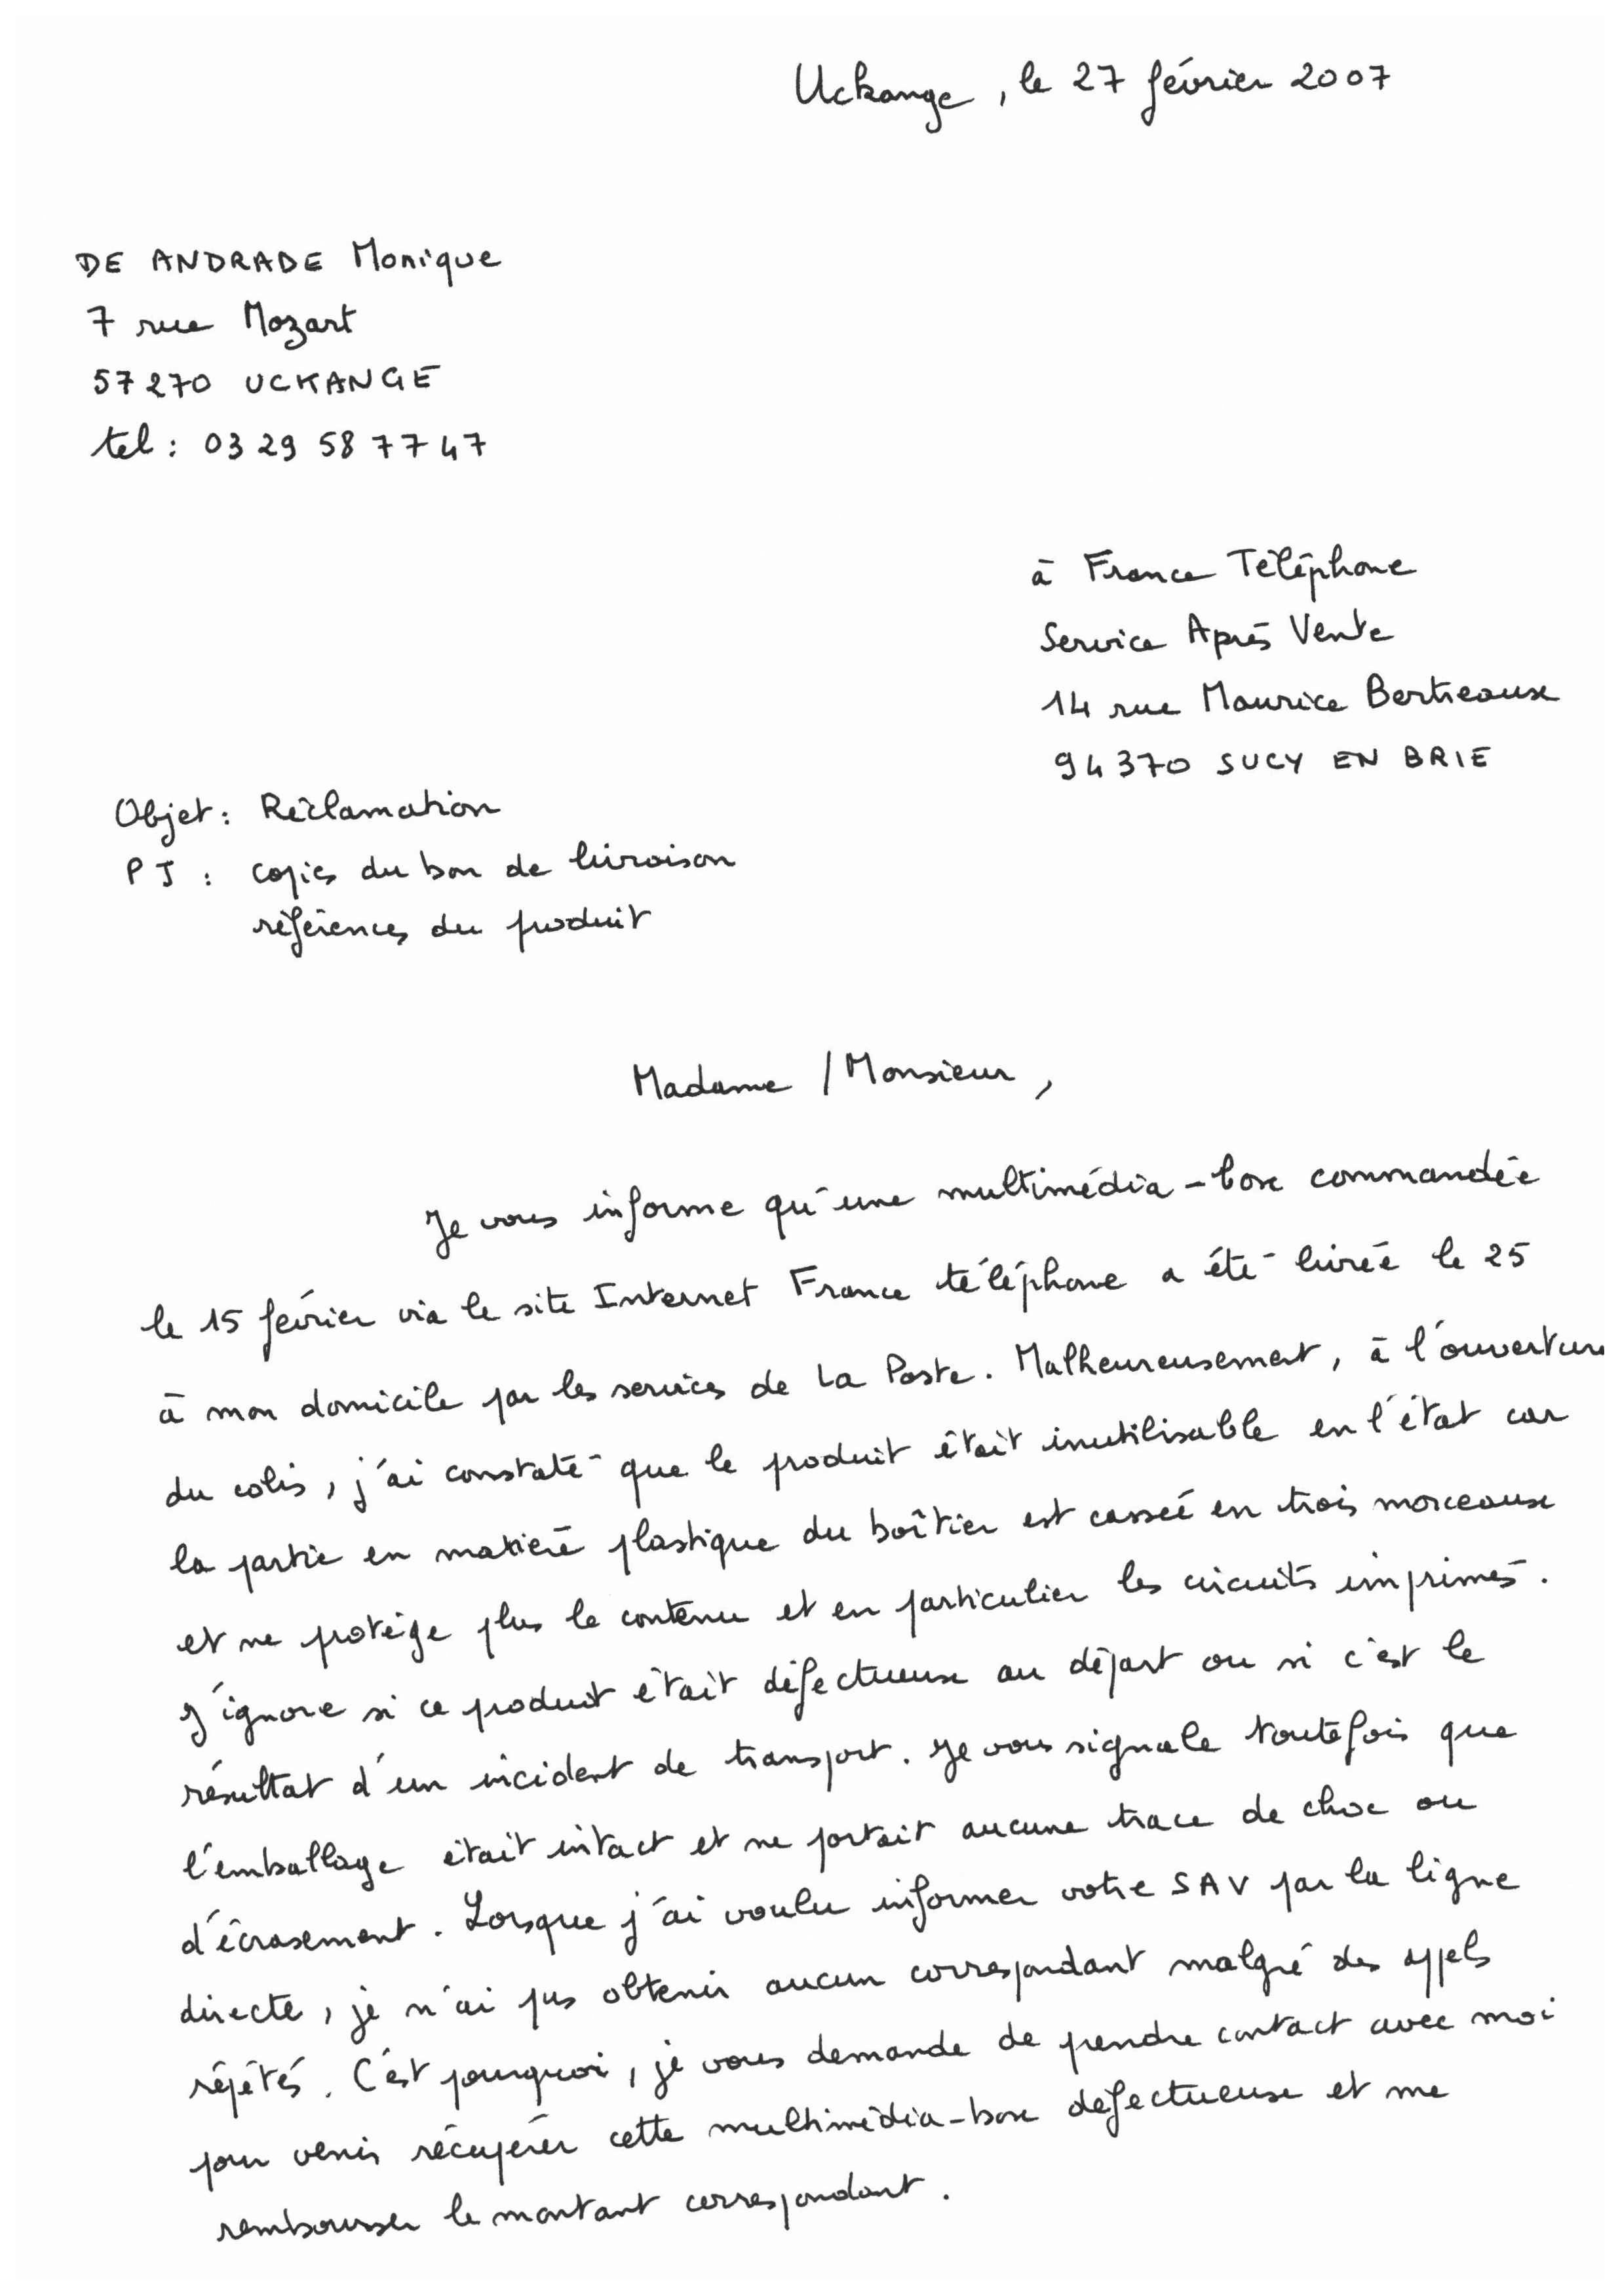 Uckange, le 27 février 2007
DE ANDRADE Monique
7 rue Mozart
57270 UCKANGE
tel : 03 29 58 77 47
à France Téléphone
Service Après Vente
14 rue Maurice Bertieaux
94370 SUCY EN BRIE
Objet : Réclamation
PJ : copies du bon de livraison
références du produit
Madame / Monsieur,
Je vous informe qu'une multimédia-box commandée
le 15 février via le site Internet France téléphone a été livrée le 25
à mon domicile par les services de La Poste. Malheureusement, à l'ouverture
du colis, j'ai constaté que le produit était inutilisable en l'état car
la partie en matière plastique du boîtier est cassée en trois morceaux
et ne protège plus le contenu et en particulier les circuits imprimés.
J'ignore si ce produit était défectueux au départ ou si c'est le
résultat d'un incident de transport. Je vous signale toutefois que
l'emballage était intact et ne portait aucune trace de choc ou
d'écrasement. Lorsque j'ai voulu informer votre SAV par la ligne
directe, je n'ai pus obtenir aucun correspondant malgré des appels
répétés. C'est pourquoi, je vous demande de prendre contact avec moi
pour venir récupérer cette multimédia-box défectueuse et me
rembourser le montant correspondant.